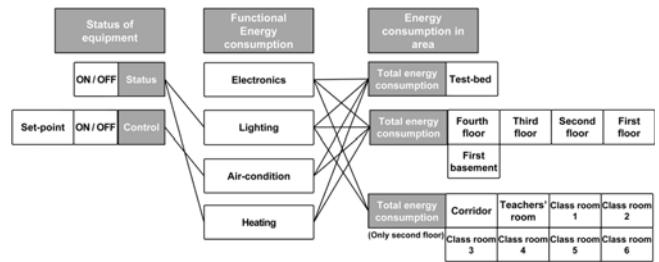 Status of
equipment
Functional
Energy
consumption
Energy
consumption in
area
ON / OFF
Status
Electronics
Total energy
consumption
Test-bed
Set-point
ON / OFF
Control
Lighting
Total energy
consumption
Fourth
floor
Third
floor
Second
floor
First
floor
First
basement
Air-condition
Heating
Total energy
consumption
(Only second floor)
Corridor
Teachers'
room
Class room
1
Class room
2
Class room
3
Class room
4
Class room
5
Class room
6